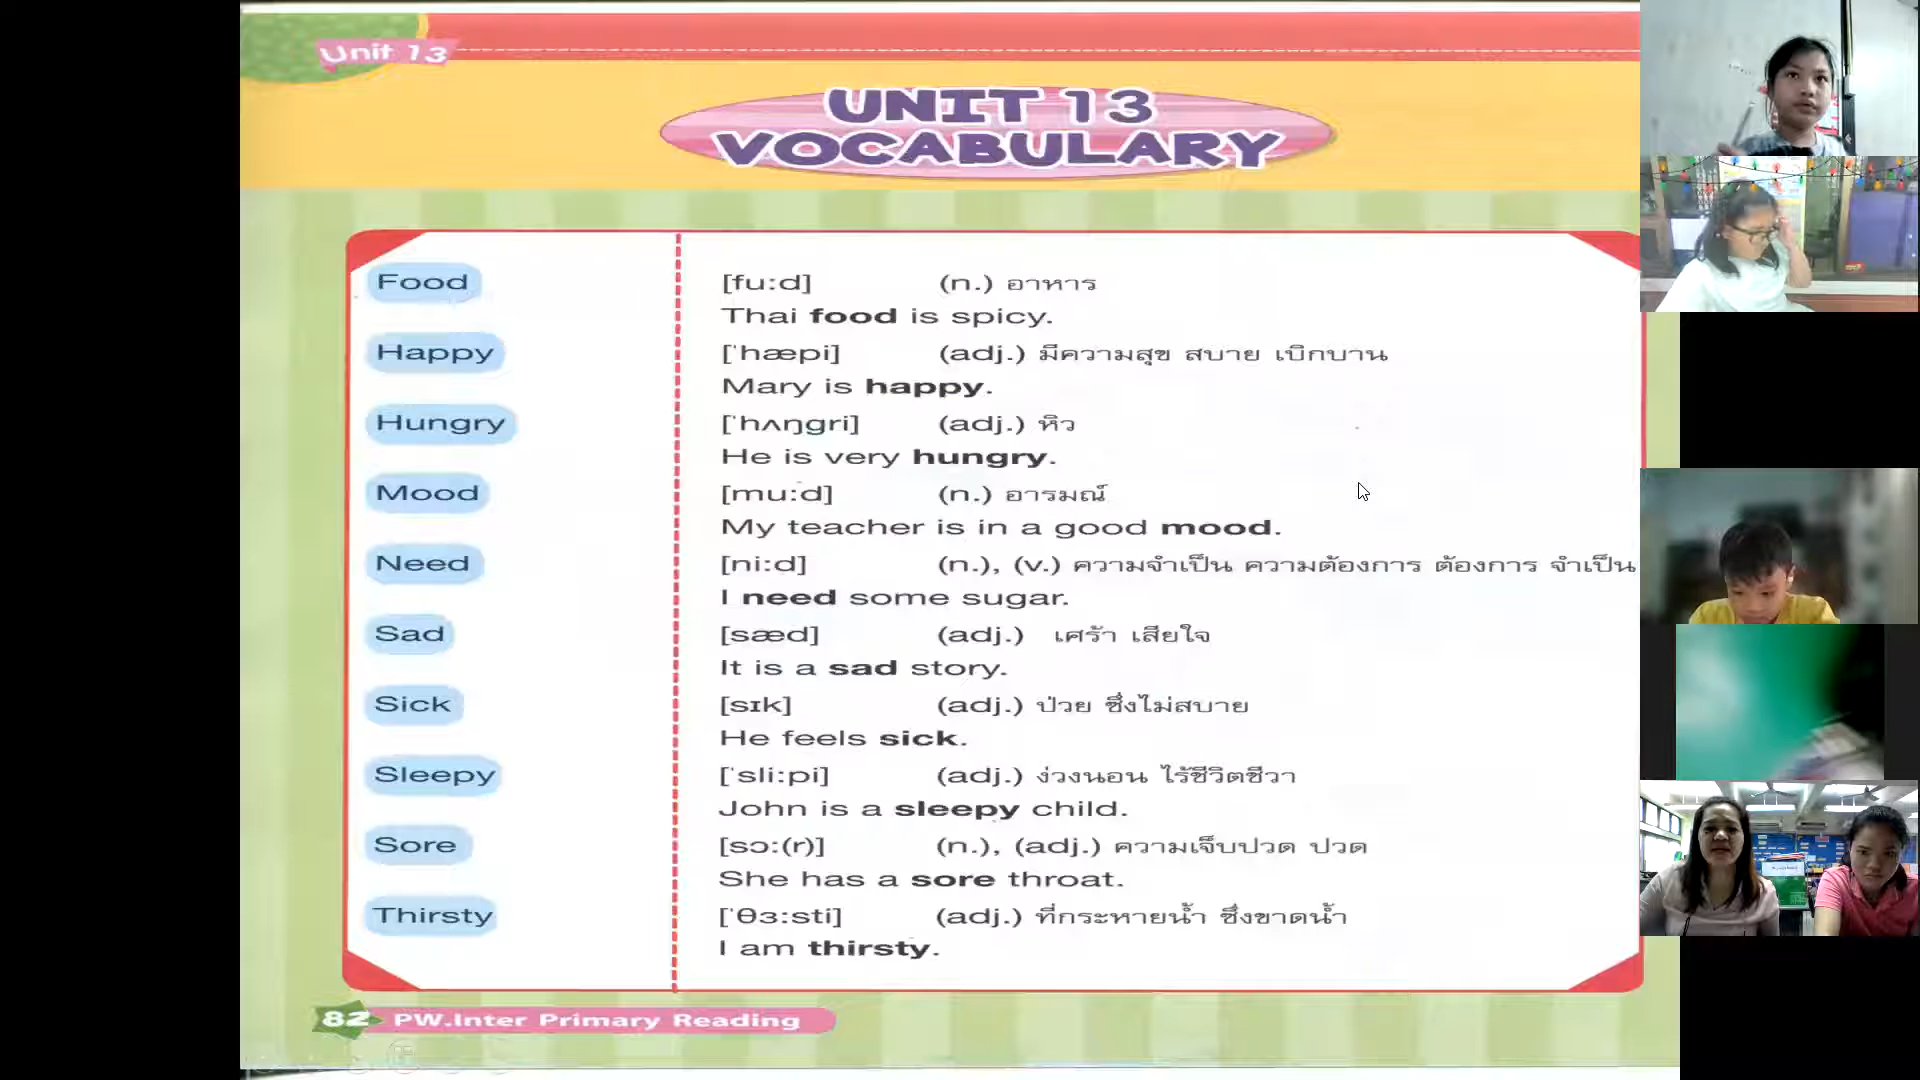 Unit 13
UNIT 13
VOCABULARY
Food [fu:d] (n.) อาหาร
Thai food is spicy.
Happy [ˈhæpi] (adj.) มีความสุข สบาย เบิกบาน
Mary is happy.
Hungry [ˈhʌŋgri] (adj.) หิว
He is very hungry.
Mood [mu:d] (n.) อารมณ์
My teacher is in a good mood.
Need [ni:d] (n.), (v.) ความจำเป็น ความต้องการ ต้องการ จำเป็น
I need some sugar.
Sad [sæd] (adj.) เศร้า เสียใจ
It is a sad story.
Sick [sɪk] (adj.) ป่วย ซึ่งไม่สบาย
He feels sick.
Sleepy [ˈsli:pi] (adj.) ง่วงนอน ไร้ชีวิตชีวา
John is a sleepy child.
Sore [sɔ:(r)] (n.), (adj.) ความเจ็บปวด ปวด
She has a sore throat.
Thirsty [ˈθɜ:sti] (adj.) ที่กระหายน้ำ ซึ่งขาดน้ำ
I am thirsty.
82 PW.Inter Primary Reading